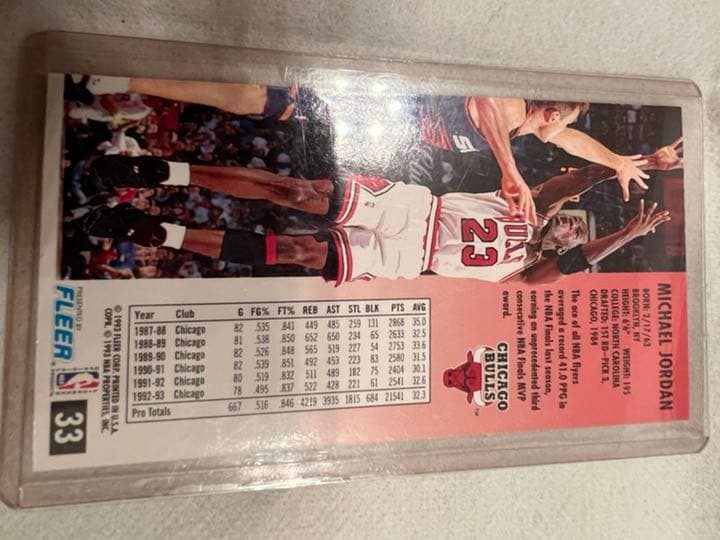 MICHAEL JORDAN
BORN 2/17/63
BROOKLYN, NY
HEIGHT: 6'6" WEIGHT: 195
COLLEGE: NORTH CAROLINA
DRAFTED: 1ST RD–PICK 3,
CHICAGO, 1984
The ace of all NBA flyers
averaged a record 41.0 PPG in
the NBA Finals last season,
earning an unprecedented third
consecutive NBA Finals MVP
award.
CHICAGO
BULLS
23
Year Club G FG% FT% REB AST STL BLK PTS AVG
1987-88 Chicago 82 .535 .841 449 485 259 131 2868 35.0
1988-89 Chicago 81 .538 .850 652 650 234 65 2633 32.5
1989-90 Chicago 82 .526 .848 565 519 227 54 2753 33.6
1990-91 Chicago 82 .539 .851 492 453 223 83 2580 31.5
1991-92 Chicago 80 .519 .832 511 489 182 75 2404 30.1
1992-93 Chicago 78 .495 .837 522 428 221 61 2541 32.6
Pro Totals 667 .516 .846 4219 3935 1815 684 21541 32.3
© 1993 FLEER CORP. PRINTED IN U.S.A.
COPR. © 1993 NBA PROPERTIES, INC.
PRESENTED BY
FLEER
33